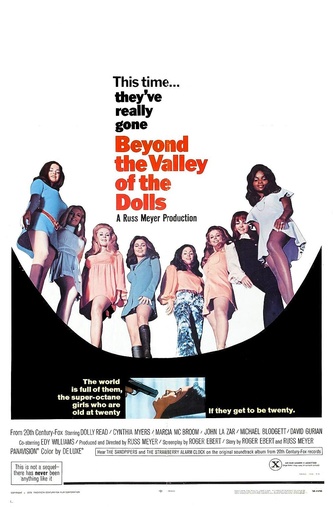 This time...
they've
really
gone
Beyond
the Valley
of the
Dolls
A Russ Meyer Production
The world
is full of them,
the super-octane
girls who are
old at twenty
If they get to be twenty.
From 20th Century-Fox Starring DOLLY READ / CYNTHIA MYERS / MARCIA MC BROOM / JOHN LA ZAR / MICHAEL BLODGETT / DAVID GURIAN
Co-starring EDY WILLIAMS / Produced and Directed by RUSS MEYER / Screenplay by ROGER EBERT / Story by ROGER EBERT and RUSS MEYER
PANAVISION® Color by DE LUXE®
Hear THE SANDPIPERS and THE STRAWBERRY ALARM CLOCK on the original soundtrack album from 20th Century-Fox records.
This is not a sequel—
there has never been
anything like it
X